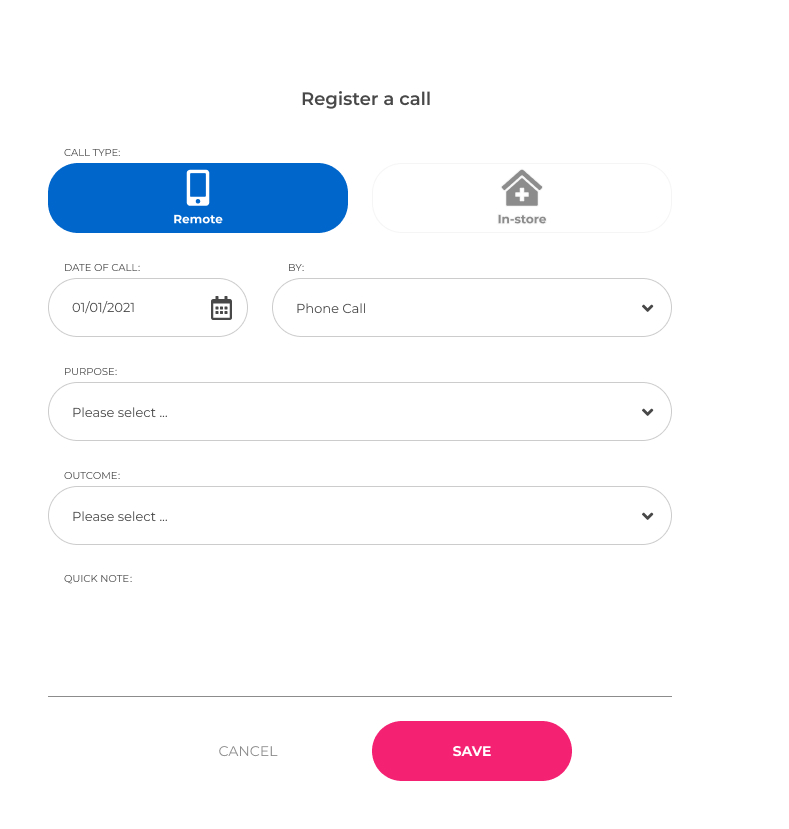 Register a call
CALL TYPE:
Remote
In-store
DATE OF CALL:
BY:
01/01/2021
Phone Call
PURPOSE:
Please select ...
OUTCOME:
Please select ...
QUICK NOTE:
CANCEL
SAVE